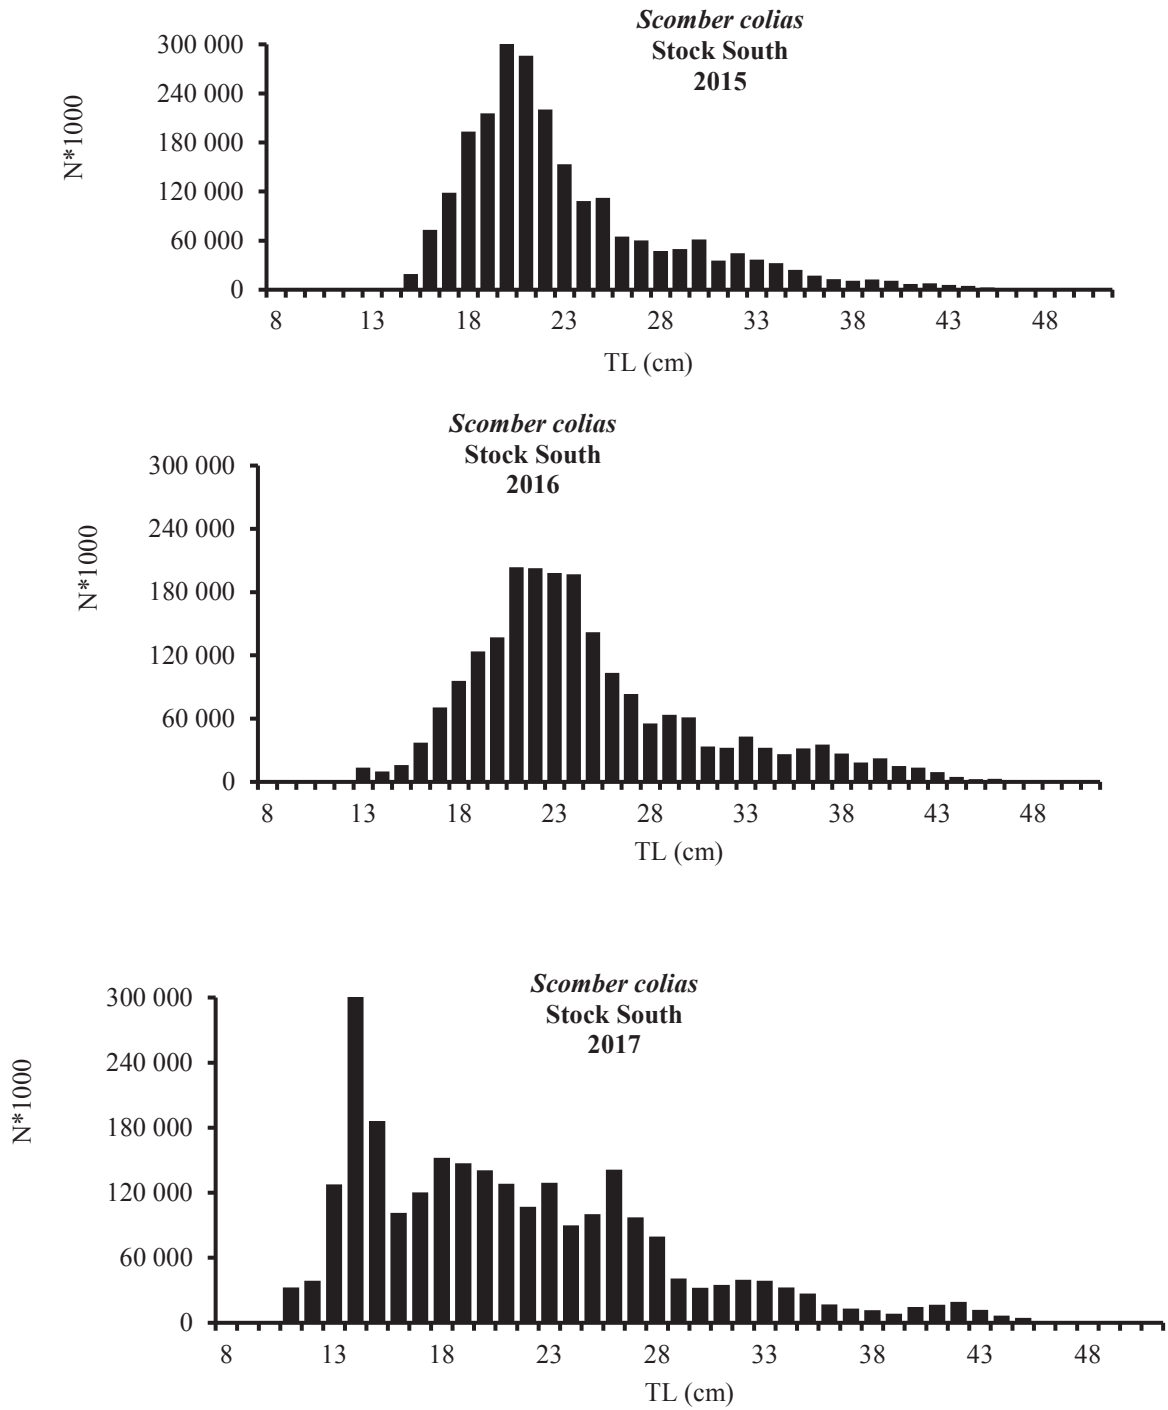 Scomber colias
Stock South
2015
300 000
240 000
180 000
120 000
60 000
0
N*1000
8 13 18 23 28 33 38 43 48
TL (cm)
Scomber colias
Stock South
2016
300 000
240 000
180 000
120 000
60 000
0
N*1000
8 13 18 23 28 33 38 43 48
TL (cm)
Scomber colias
Stock South
2017
300 000
240 000
180 000
120 000
60 000
0
N*1000
8 13 18 23 28 33 38 43 48
TL (cm)